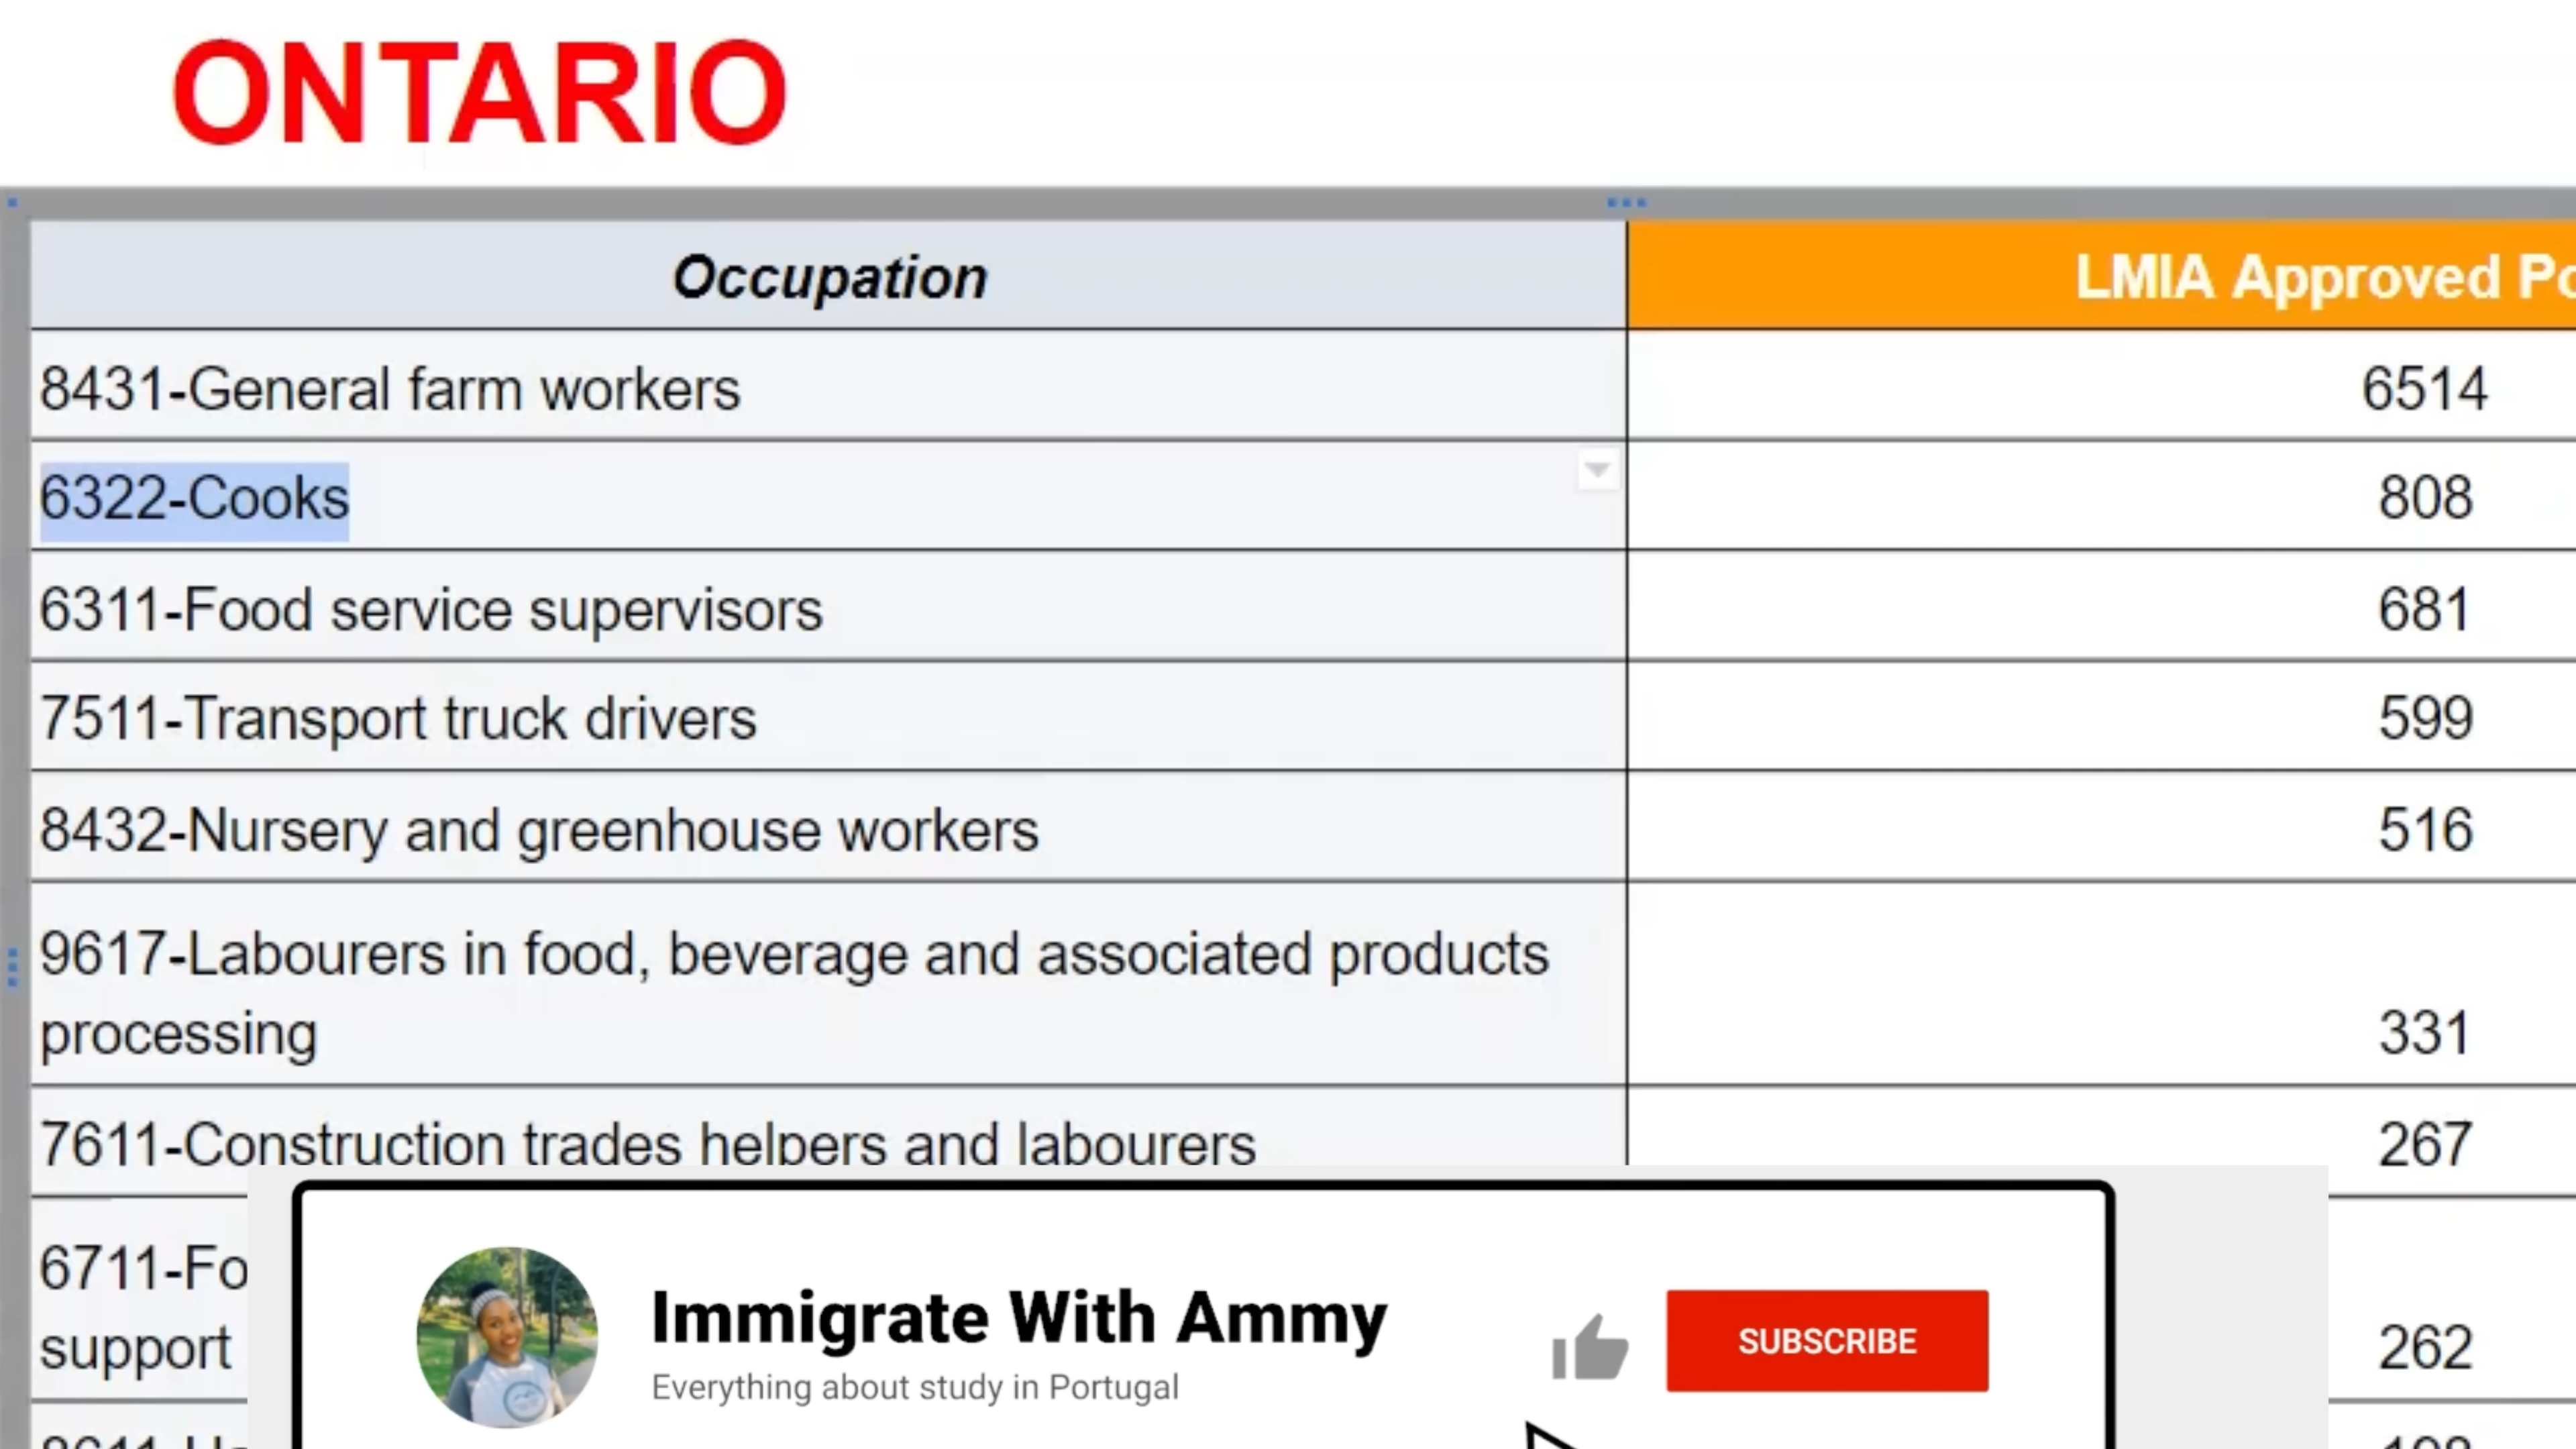 ONTARIO
Occupation LMIA Approved
8431-General farm workers 6514
6322-Cooks 808
6311-Food service supervisors 681
7511-Transport truck drivers 599
8432-Nursery and greenhouse workers 516
9617-Labourers in food, beverage and associated products
processing 331
7611-Construction trades helpers and labourers 267
6711-Fo
support 262
Immigrate With Ammy
Everything about study in Portugal
SUBSCRIBE